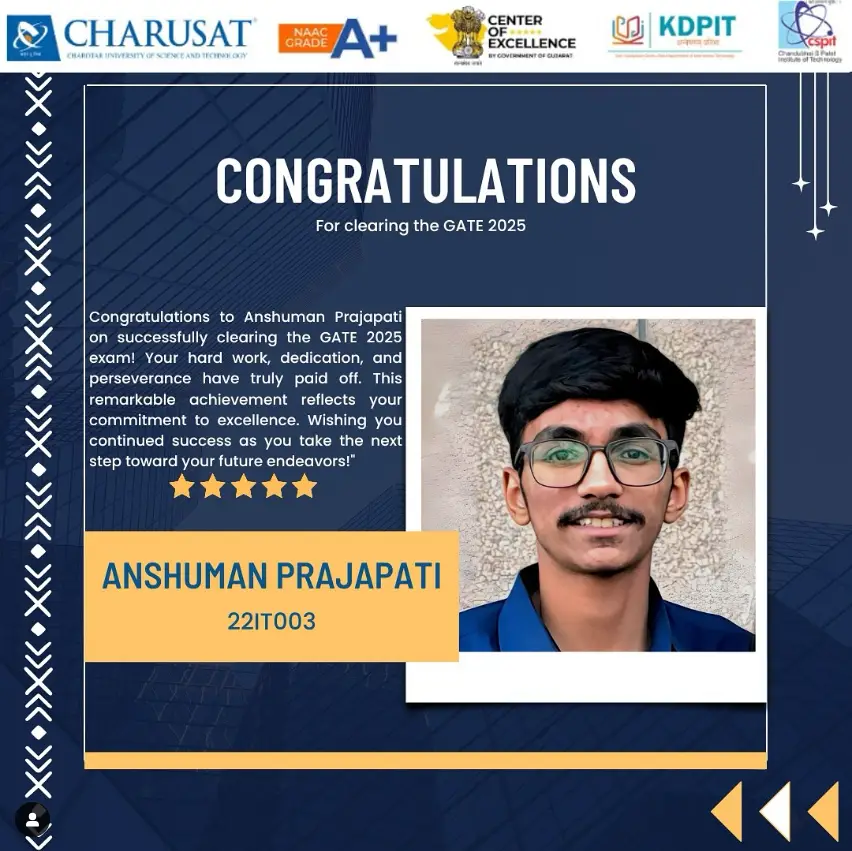 CHARUSAT
CHAROTAR UNIVERSITY OF SCIENCE AND TECHNOLOGY
NAAC
GRADE
A+
CENTER
OF
EXCELLENCE
BY GOVERNMENT OF GUJARAT
KDPIT
cspit
Chandubhai S Patel
Institute of Technology
CONGRATULATIONS
For clearing the GATE 2025
Congratulations to Anshuman Prajapati
on successfully clearing the GATE 2025
exam! Your hard work, dedication, and
perseverance have truly paid off. This
remarkable achievement reflects your
commitment to excellence. Wishing you
continued success as you take the next
step toward your future endeavors!"
ANSHUMAN PRAJAPATI
22IT003